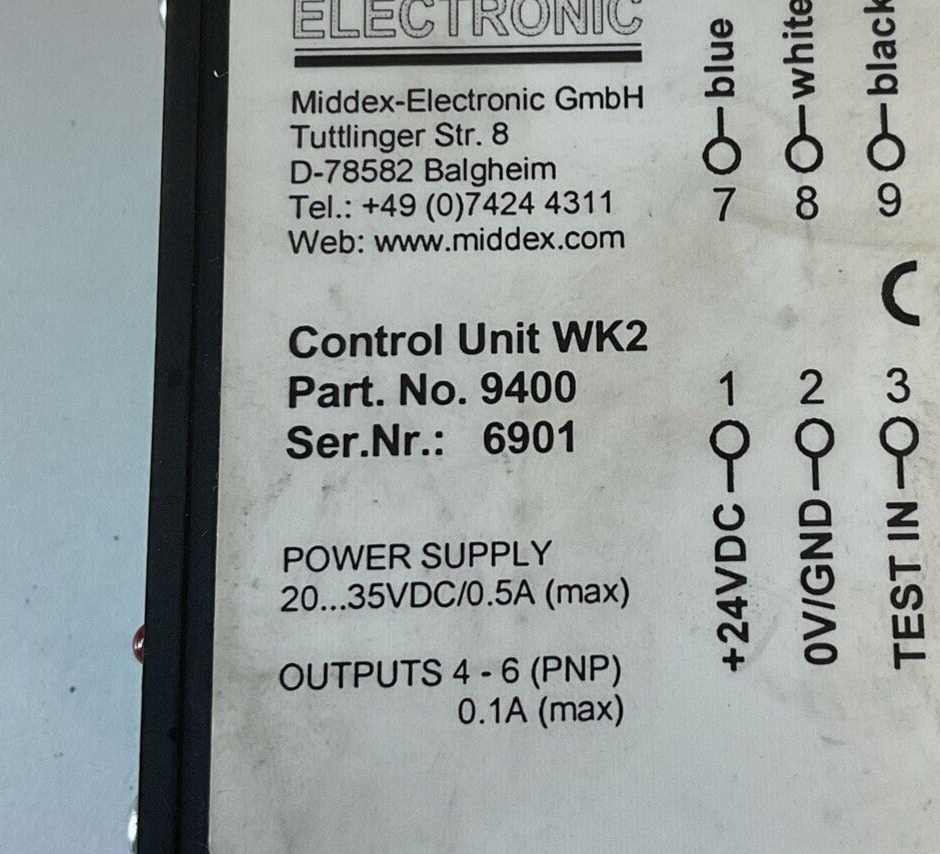 ELECTRONIC
Middex-Electronic GmbH
Tuttlinger Str. 8
D-78582 Balgheim
Tel.: +49 (0)7424 4311
Web: www.middex.com
Control Unit WK2
Part. No. 9400
Ser.Nr.: 6901
POWER SUPPLY
20...35VDC/0.5A (max)
OUTPUTS 4 - 6 (PNP)
0.1A (max)
blue
white
black
7 8 9
1 2 3
+24VDC
0V/GND
TEST IN